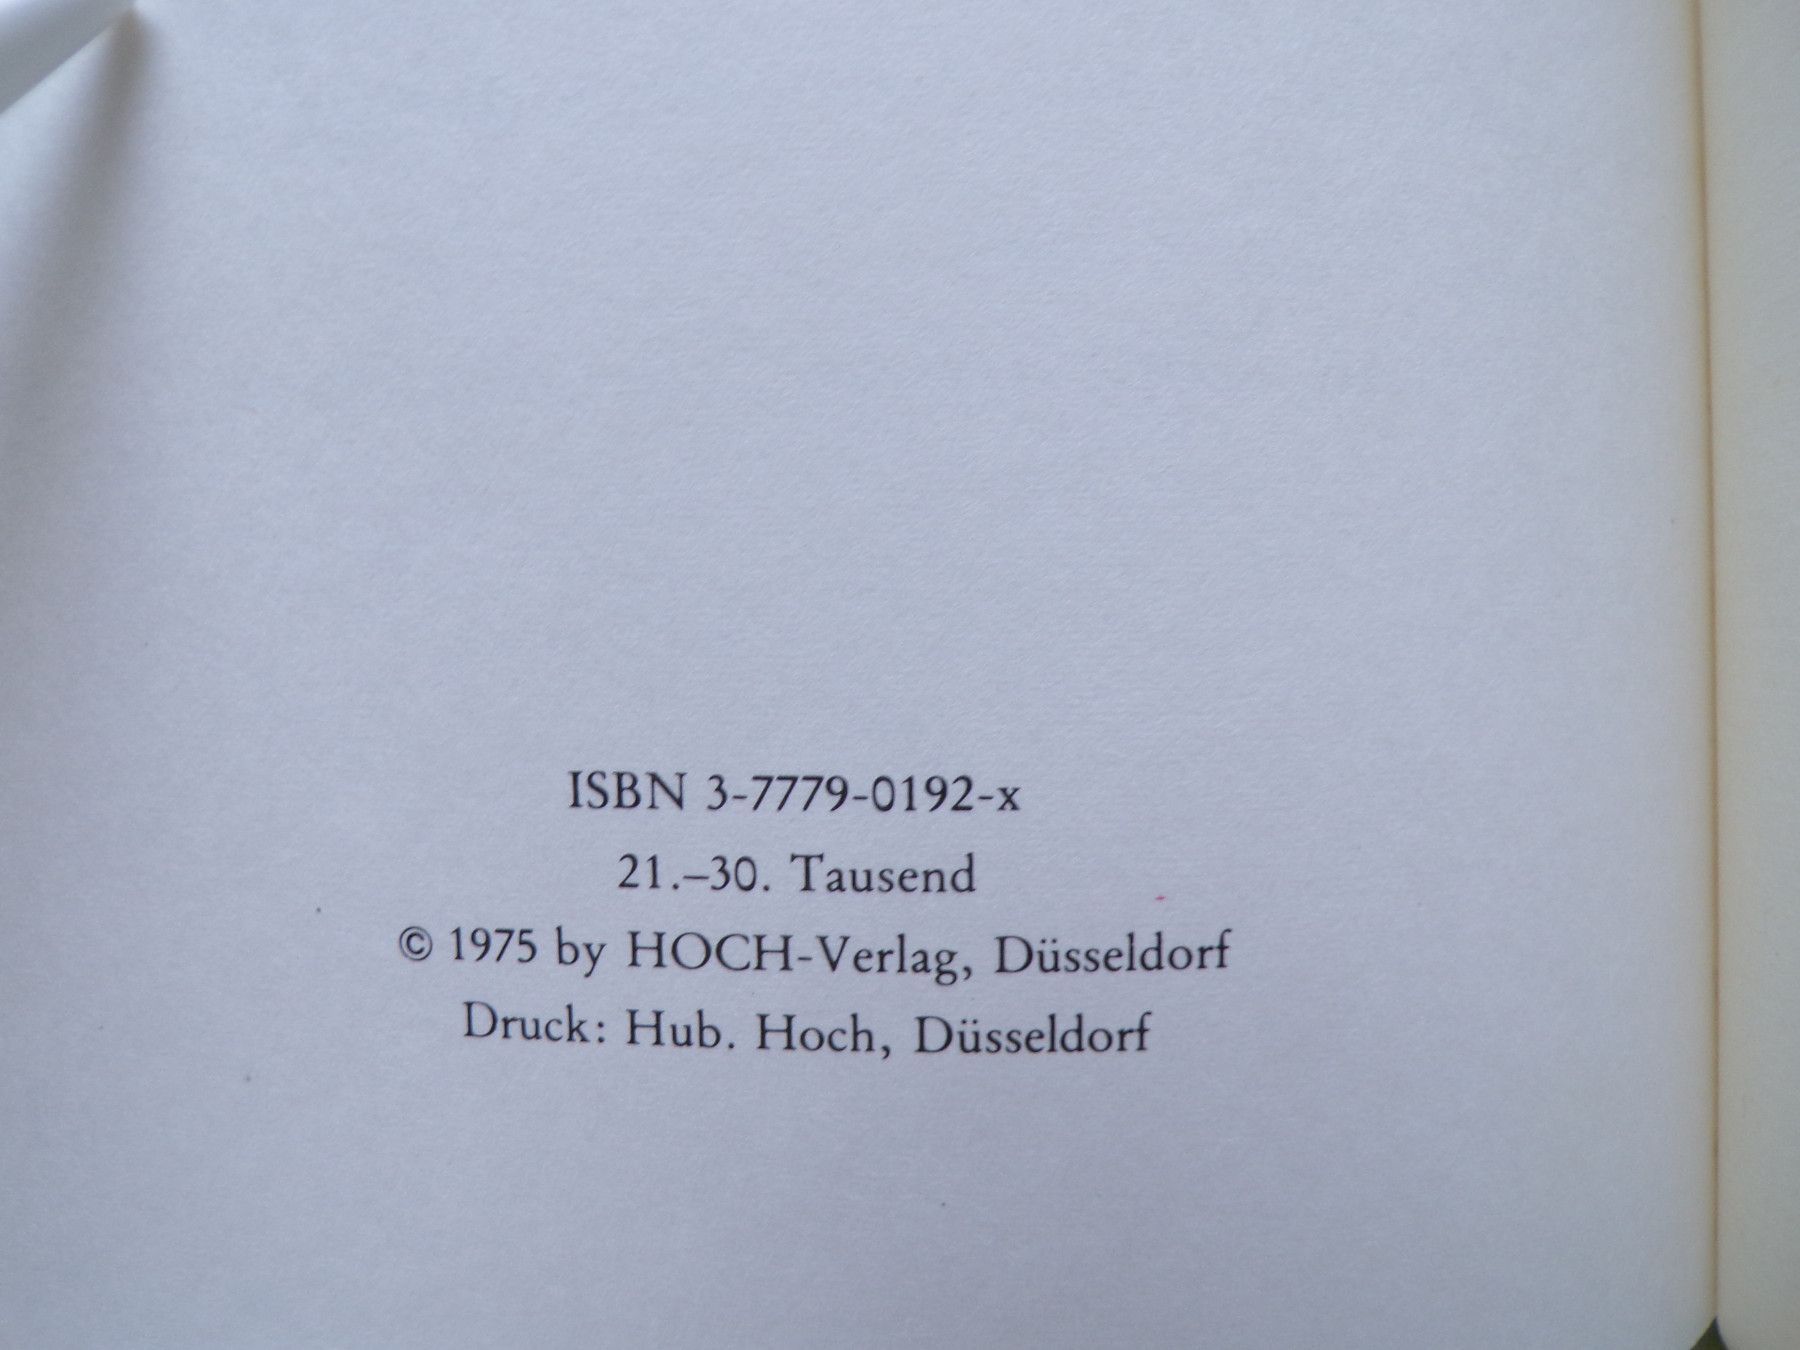 ISBN 3-7779-0192-x
21.–30. Tausend
© 1975 by HOCH-Verlag, Düsseldorf
Druck: Hub. Hoch, Düsseldorf